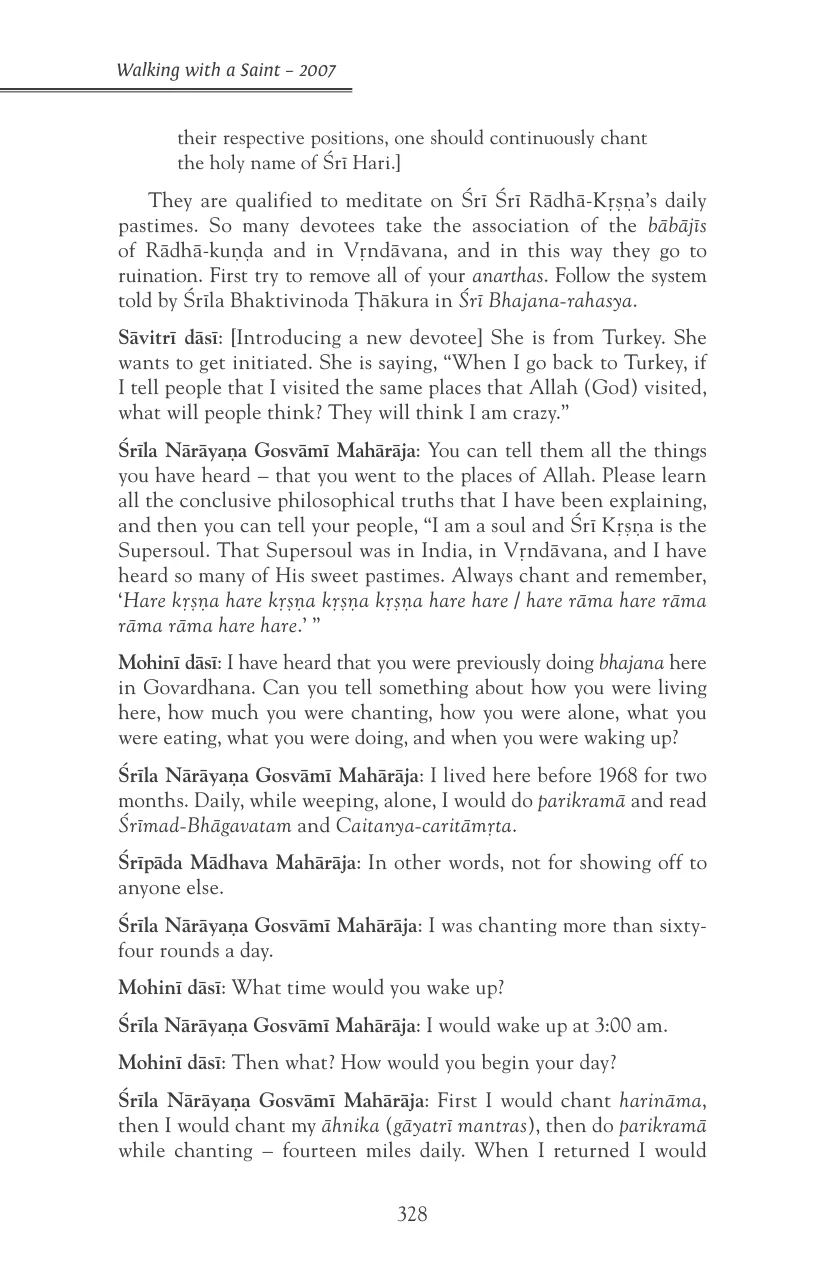 Walking with a Saint – 2007
their respective positions, one should continuously chant
the holy name of Śrī Hari.]
They are qualified to meditate on Śrī Śrī Rādhā-Kṛṣṇa’s daily
pastimes. So many devotees take the association of the bābājīs
of Rādhā-kuṇḍa and in Vṛndāvana, and in this way they go to
ruination. First try to remove all of your anarthas. Follow the system
told by Śrīla Bhaktivinoda Ṭhākura in Śrī Bhajana-rahasya.
Sāvitrī dāsī: [Introducing a new devotee] She is from Turkey. She
wants to get initiated. She is saying, “When I go back to Turkey, if
I tell people that I visited the same places that Allah (God) visited,
what will people think? They will think I am crazy.”
Śrīla Nārāyaṇa Gosvāmī Mahārāja: You can tell them all the things
you have heard – that you went to the places of Allah. Please learn
all the conclusive philosophical truths that I have been explaining,
and then you can tell your people, “I am a soul and Śrī Kṛṣṇa is the
Supersoul. That Supersoul was in India, in Vṛndāvana, and I have
heard so many of His sweet pastimes. Always chant and remember,
‘Hare kṛṣṇa hare kṛṣṇa kṛṣṇa kṛṣṇa hare hare / hare rāma hare rāma
rāma rāma hare hare.’ ”
Mohinī dāsī: I have heard that you were previously doing bhajana here
in Govardhana. Can you tell something about how you were living
here, how much you were chanting, how you were alone, what you
were eating, what you were doing, and when you were waking up?
Śrīla Nārāyaṇa Gosvāmī Mahārāja: I lived here before 1968 for two
months. Daily, while weeping, alone, I would do parikramā and read
Śrīmad-Bhāgavatam and Caitanya-caritāmṛta.
Śrīpāda Mādhava Mahārāja: In other words, not for showing off to
anyone else.
Śrīla Nārāyaṇa Gosvāmī Mahārāja: I was chanting more than sixty-
four rounds a day.
Mohinī dāsī: What time would you wake up?
Śrīla Nārāyaṇa Gosvāmī Mahārāja: I would wake up at 3:00 am.
Mohinī dāsī: Then what? How would you begin your day?
Śrīla Nārāyaṇa Gosvāmī Mahārāja: First I would chant harināma,
then I would chant my āhnika (gāyatrī mantras), then do parikramā
while chanting – fourteen miles daily. When I returned I would
328